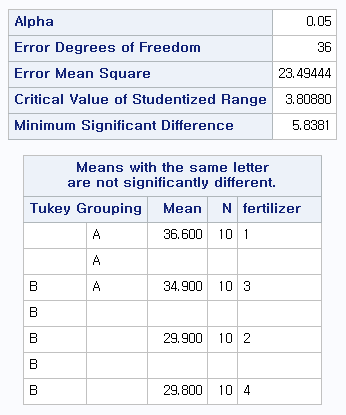 Alpha 0.05
Error Degrees of Freedom 36
Error Mean Square 23.49444
Critical Value of Studentized Range 3.80880
Minimum Significant Difference 5.8381
Means with the same letter
are not significantly different.
Tukey Grouping Mean N fertilizer
A 36.600 10 1
A
B A 34.900 10 3
B
B 29.900 10 2
B
B 29.800 10 4